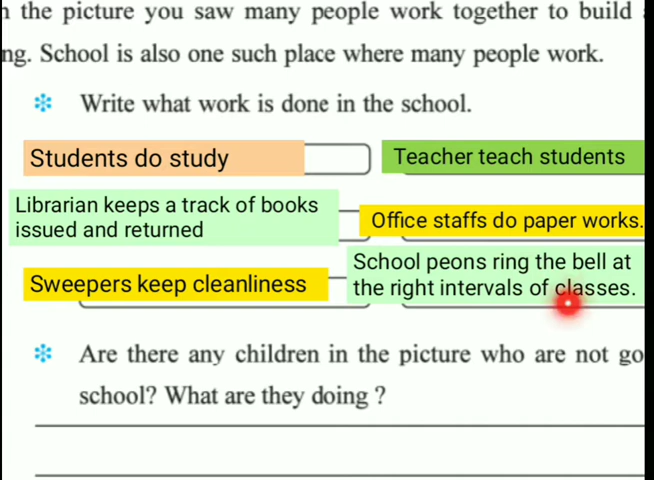 the picture you saw many people work together to build
ng. School is also one such place where many people work.
Write what work is done in the school.
Students do study
Teacher teach students
Librarian keeps a track of books
issued and returned
Office staffs do paper works.
Sweepers keep cleanliness
School peons ring the bell at
the right intervals of classes.
Are there any children in the picture who are not go
school? What are they doing ?